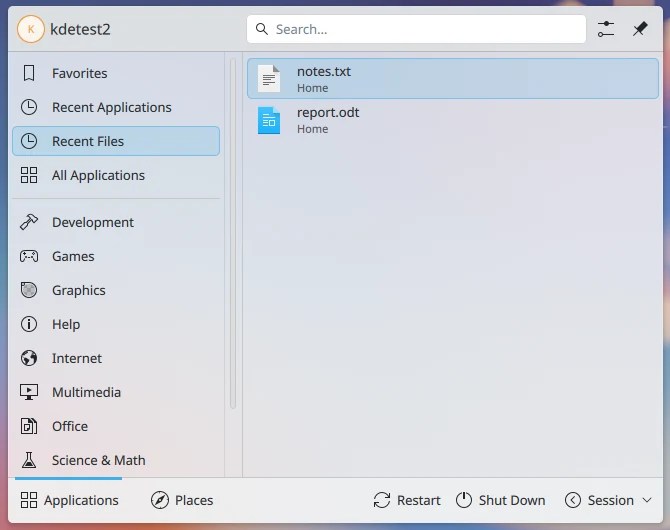 K
kdetest2
Search...
Favorites
Recent Applications
Recent Files
All Applications
Development
Games
Graphics
Help
Internet
Multimedia
Office
Science & Math
notes.txt
Home
report.odt
Home
Applications
Places
Restart
Shut Down
Session